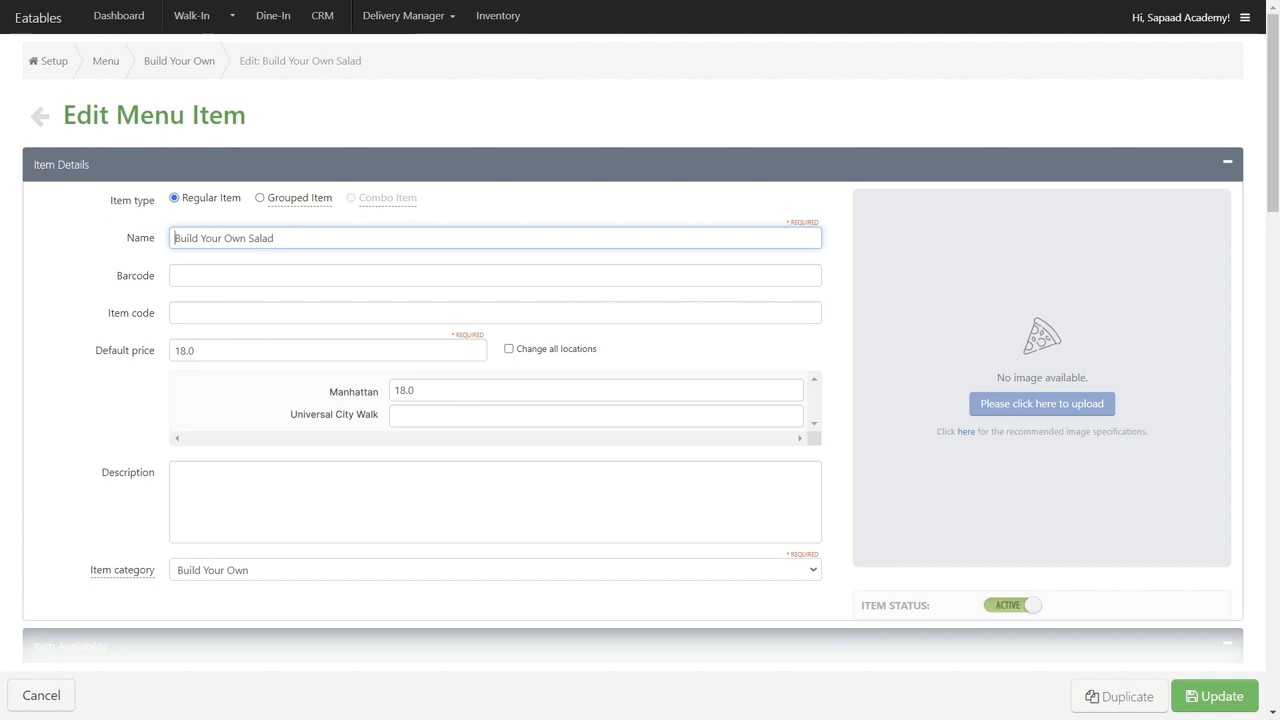 Eatables Dashboard Walk-In Dine-In CRM Delivery Manager Inventory Hi, Sapaad Academy!
Setup Menu Build Your Own Edit: Build Your Own Salad
Edit Menu Item
Item Details
Item type Regular Item Grouped Item Combo Item
* REQUIRED
Name Build Your Own Salad
Barcode
Item code
* REQUIRED
Default price 18.0 Change all locations
Manhattan 18.0
Universal City Walk
Description
* REQUIRED
Item category Build Your Own
No image available.
Please click here to upload
Click here for the recommended image specifications.
ITEM STATUS: ACTIVE
Item Availability
Cancel Duplicate Update